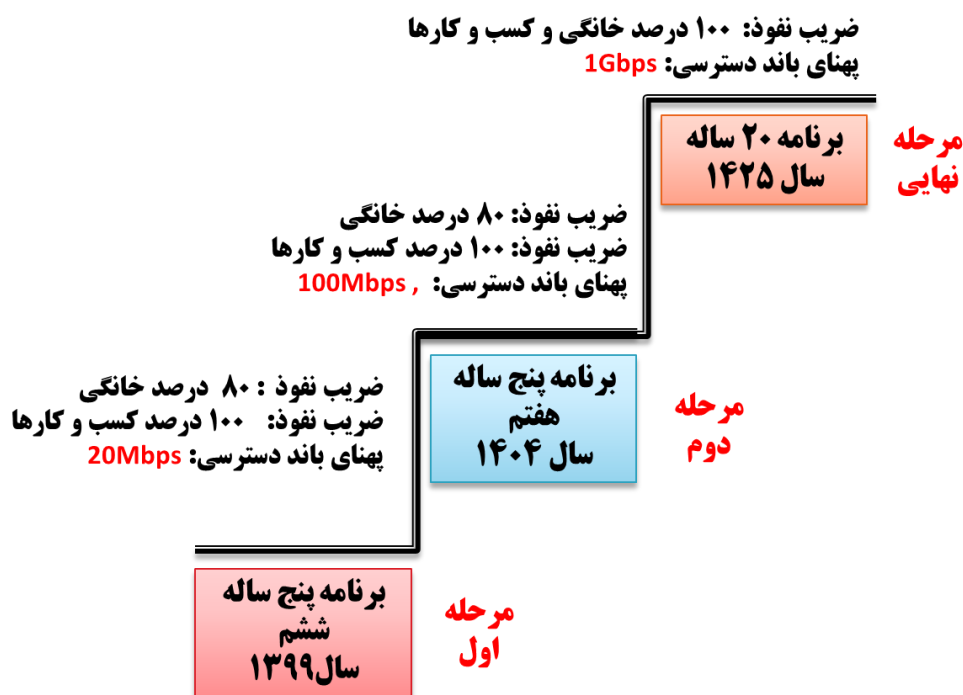 ضریب نفوذ: ۱۰۰ درصد خانگی و کسب و کارها
پهنای باند دسترسی: 1Gbps
برنامه ۲۰ ساله
سال ۱۴۲۵
مرحله
نهایی
ضریب نفوذ: ۸۰ درصد خانگی
ضریب نفوذ: ۱۰۰ درصد کسب و کارها
پهنای باند دسترسی: , 100Mbps
برنامه پنج ساله
هفتم
سال ۱۴۰۴
مرحله
دوم
ضریب نفوذ : ۸۰ درصد خانگی
ضریب نفوذ: ۱۰۰ درصد کسب و کارها
پهنای باند دسترسی: 20Mbps
برنامه پنج ساله
ششم
سال۱۳۹۹
مرحله
اول